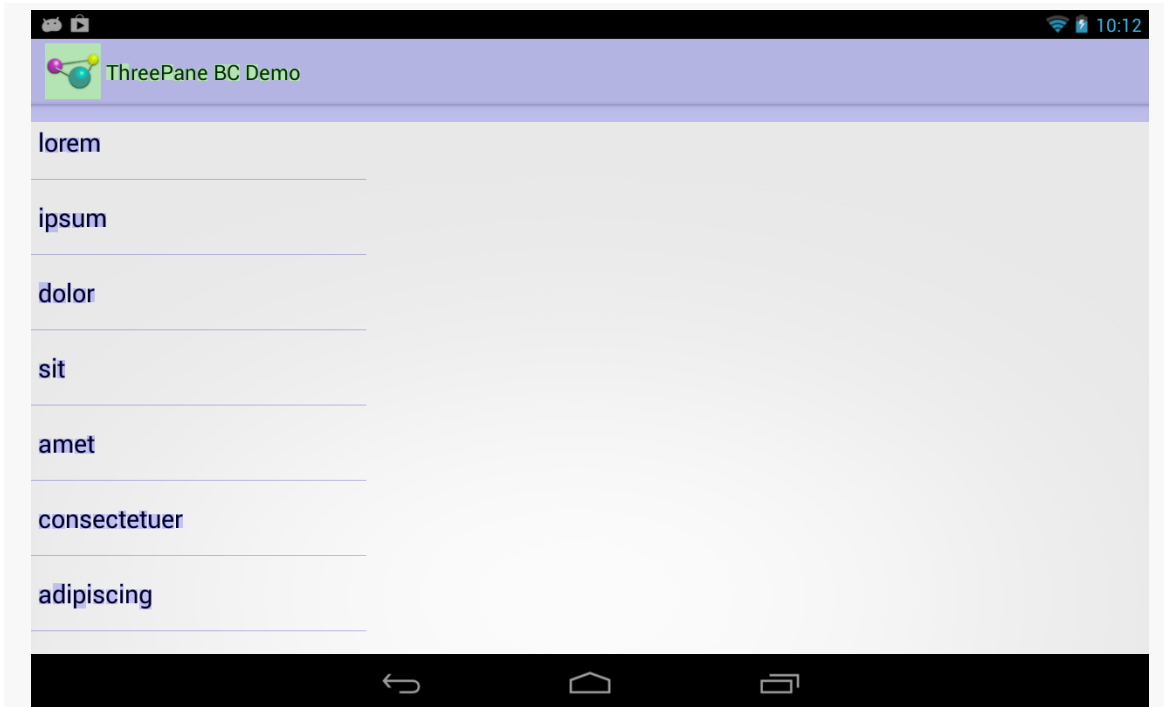 10:12
ThreePane BC Demo
lorem
ipsum
dolor
sit
amet
consectetuer
adipiscing